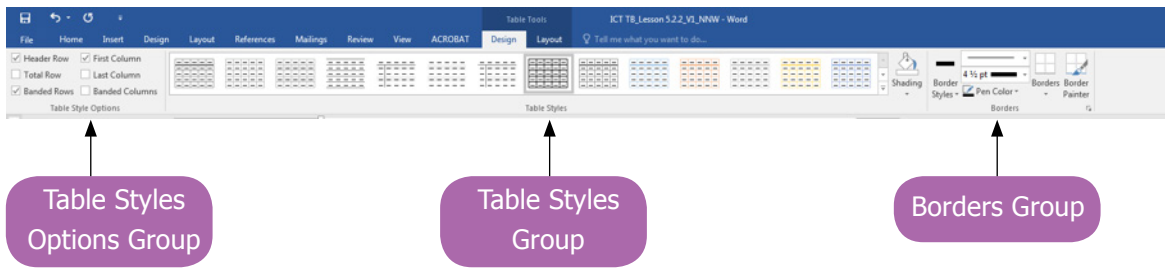 Table Tools ICT TB_Lesson 5.2.2_V1_NNW - Word
File Home Insert Design Layout References Mailings Review View ACROBAT Design Layout Tell me what you want to do...
Header Row First Column
Total Row Last Column
Banded Rows Banded Columns
Table Style Options
Table Styles
Shading
Border
Styles
4 ½ pt
Pen Color
Borders
Border
Painter
Borders
Table Styles
Options Group
Table Styles
Group
Borders Group